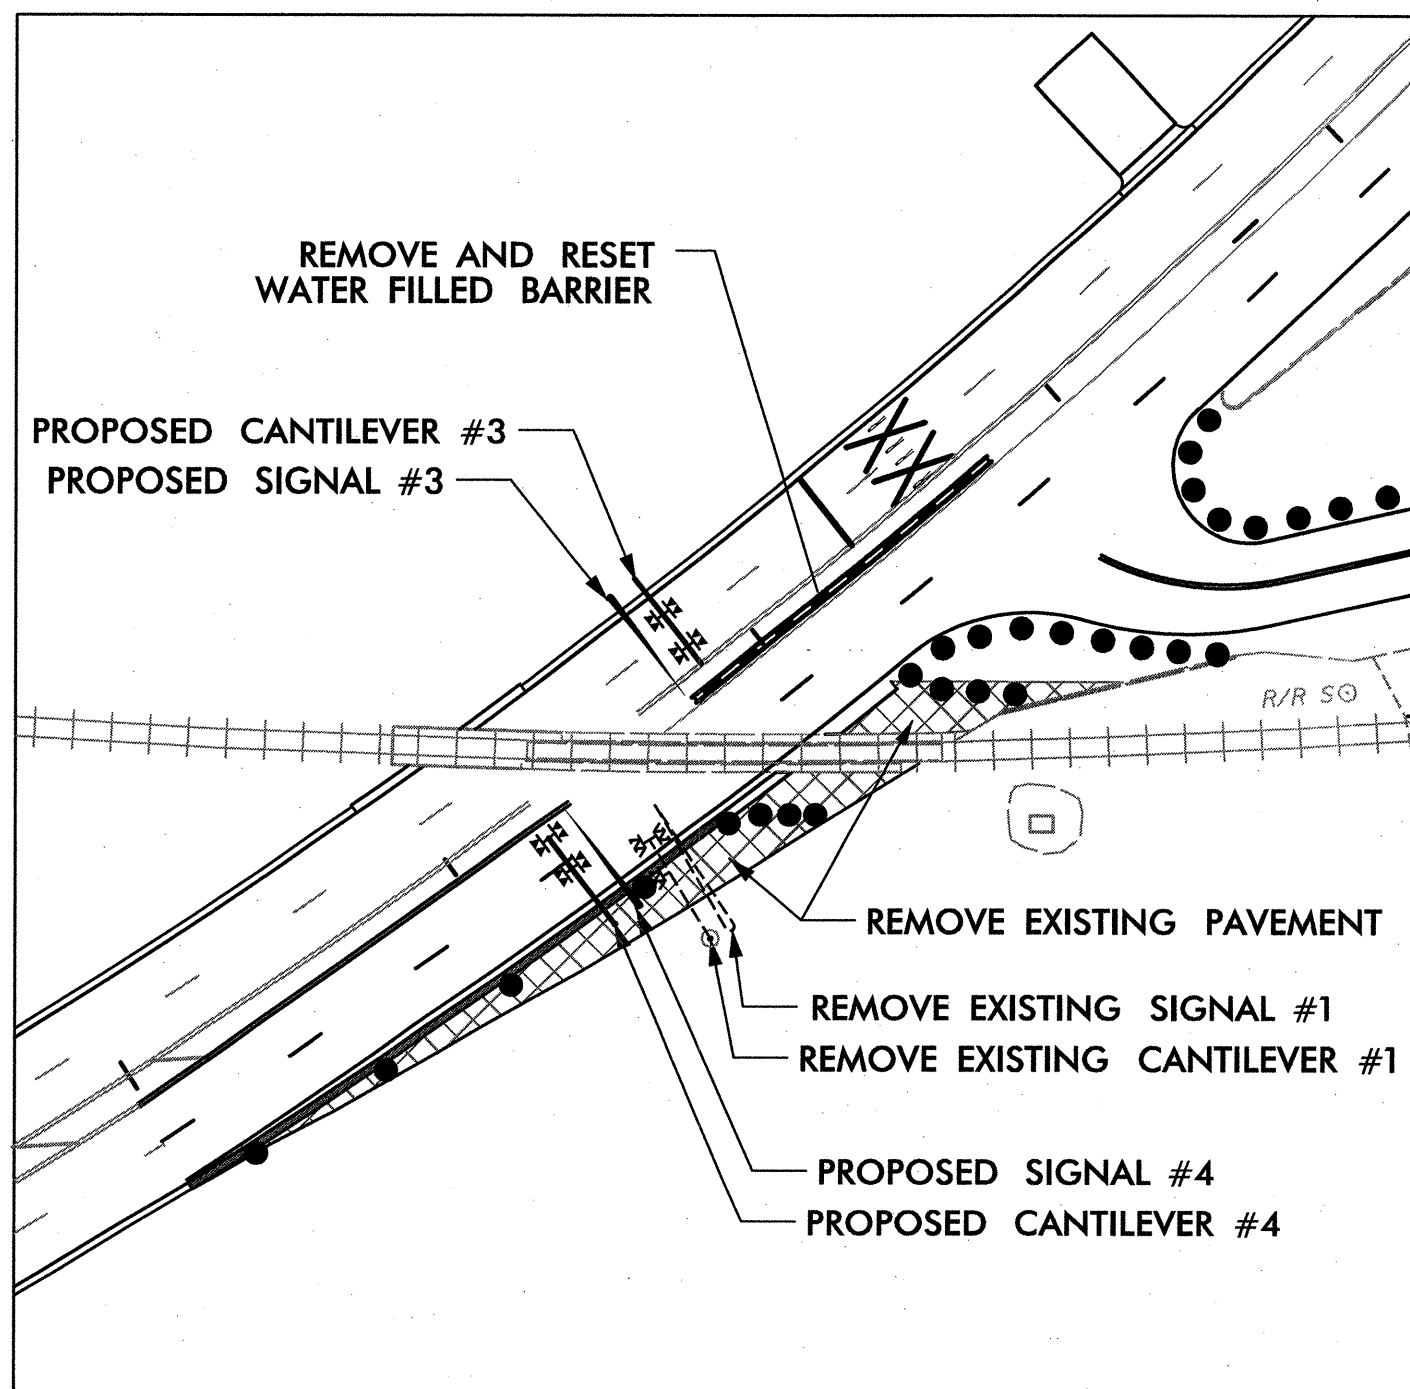 REMOVE AND RESET
WATER FILLED BARRIER
PROPOSED CANTILEVER #3
PROPOSED SIGNAL #3
R/R S
REMOVE EXISTING PAVEMENT
REMOVE EXISTING SIGNAL #1
REMOVE EXISTING CANTILEVER #1
PROPOSED SIGNAL #4
PROPOSED CANTILEVER #4